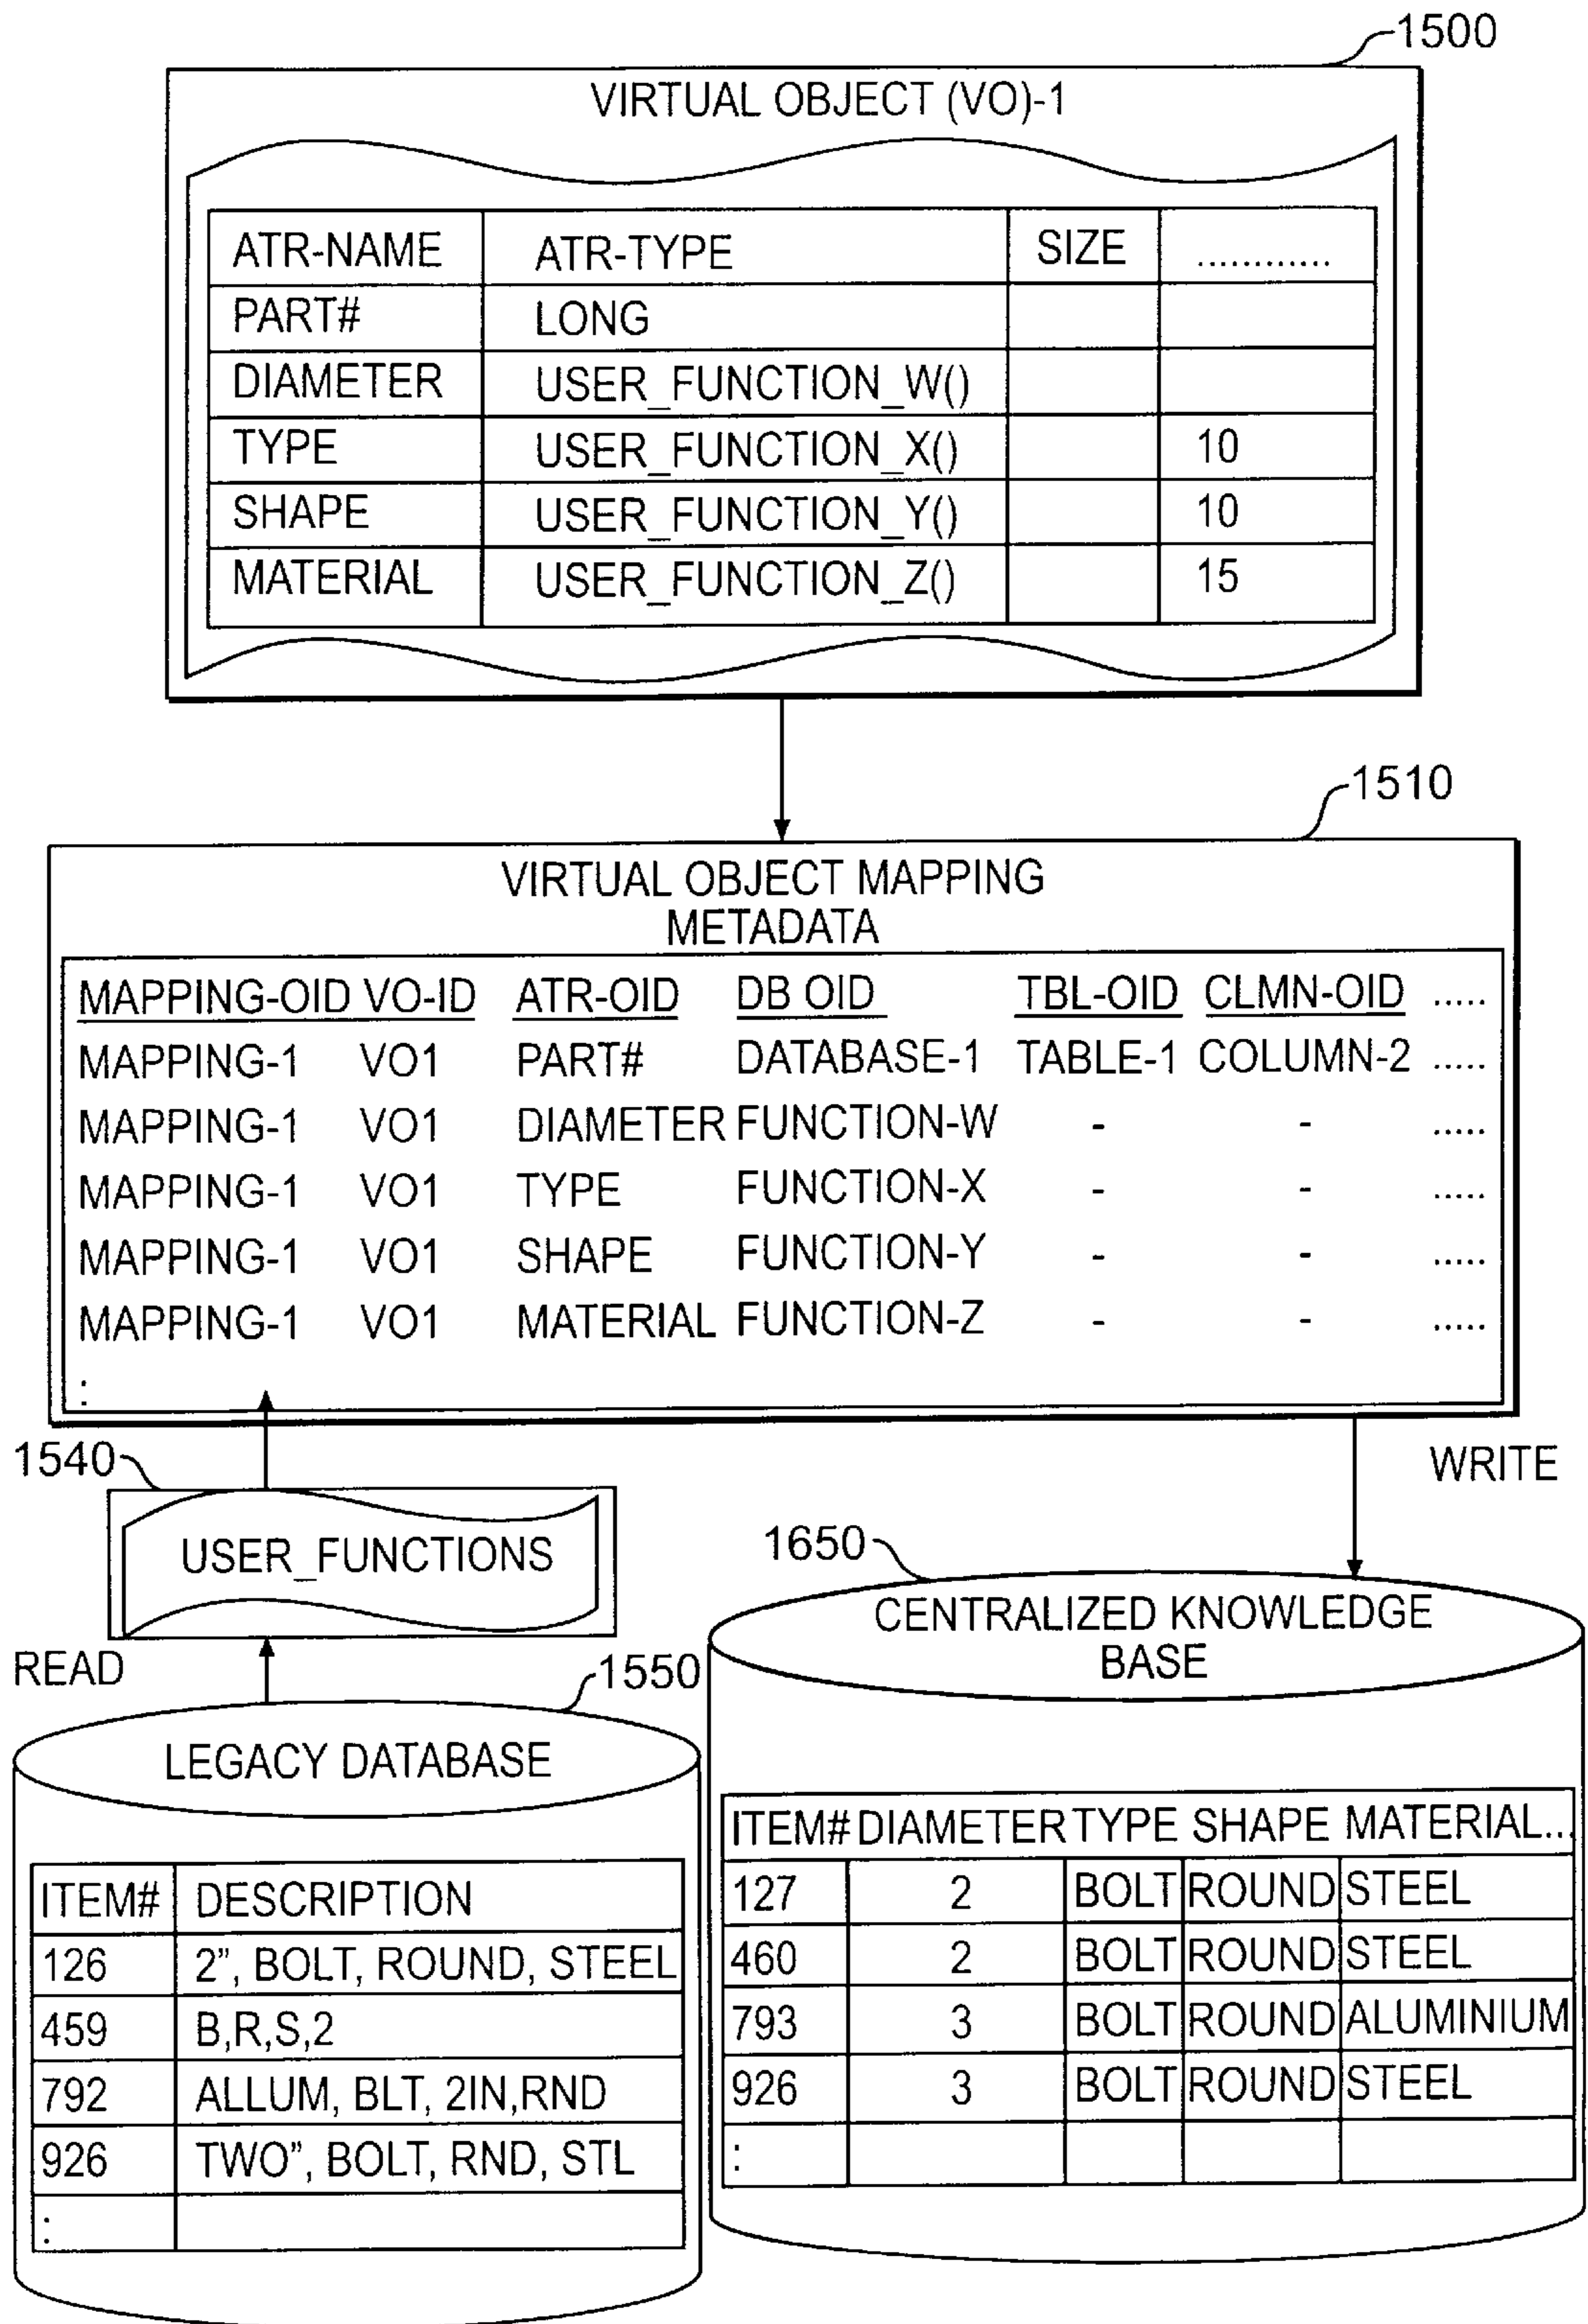 1500
VIRTUAL OBJECT (VO)-1
ATR-NAME ATR-TYPE SIZE ............
PART# LONG
DIAMETER USER_FUNCTION_W()
TYPE USER_FUNCTION_X() 10
SHAPE USER_FUNCTION_Y() 10
MATERIAL USER_FUNCTION_Z() 15
1510
VIRTUAL OBJECT MAPPING
METADATA
MAPPING-OID VO-ID ATR-OID DB OID TBL-OID CLMN-OID .....
MAPPING-1 VO1 PART# DATABASE-1 TABLE-1 COLUMN-2 .....
MAPPING-1 VO1 DIAMETER FUNCTION-W - - .....
MAPPING-1 VO1 TYPE FUNCTION-X - - .....
MAPPING-1 VO1 SHAPE FUNCTION-Y - - .....
MAPPING-1 VO1 MATERIAL FUNCTION-Z - - .....
:
1540
USER_FUNCTIONS
READ
1550
LEGACY DATABASE
ITEM# DESCRIPTION
126 2”, BOLT, ROUND, STEEL
459 B,R,S,2
792 ALLUM, BLT, 2IN,RND
926 TWO”, BOLT, RND, STL
:
WRITE
1650
CENTRALIZED KNOWLEDGE
BASE
ITEM# DIAMETER TYPE SHAPE MATERIAL...
127 2 BOLT ROUND STEEL
460 2 BOLT ROUND STEEL
793 3 BOLT ROUND ALUMINIUM
926 3 BOLT ROUND STEEL
: